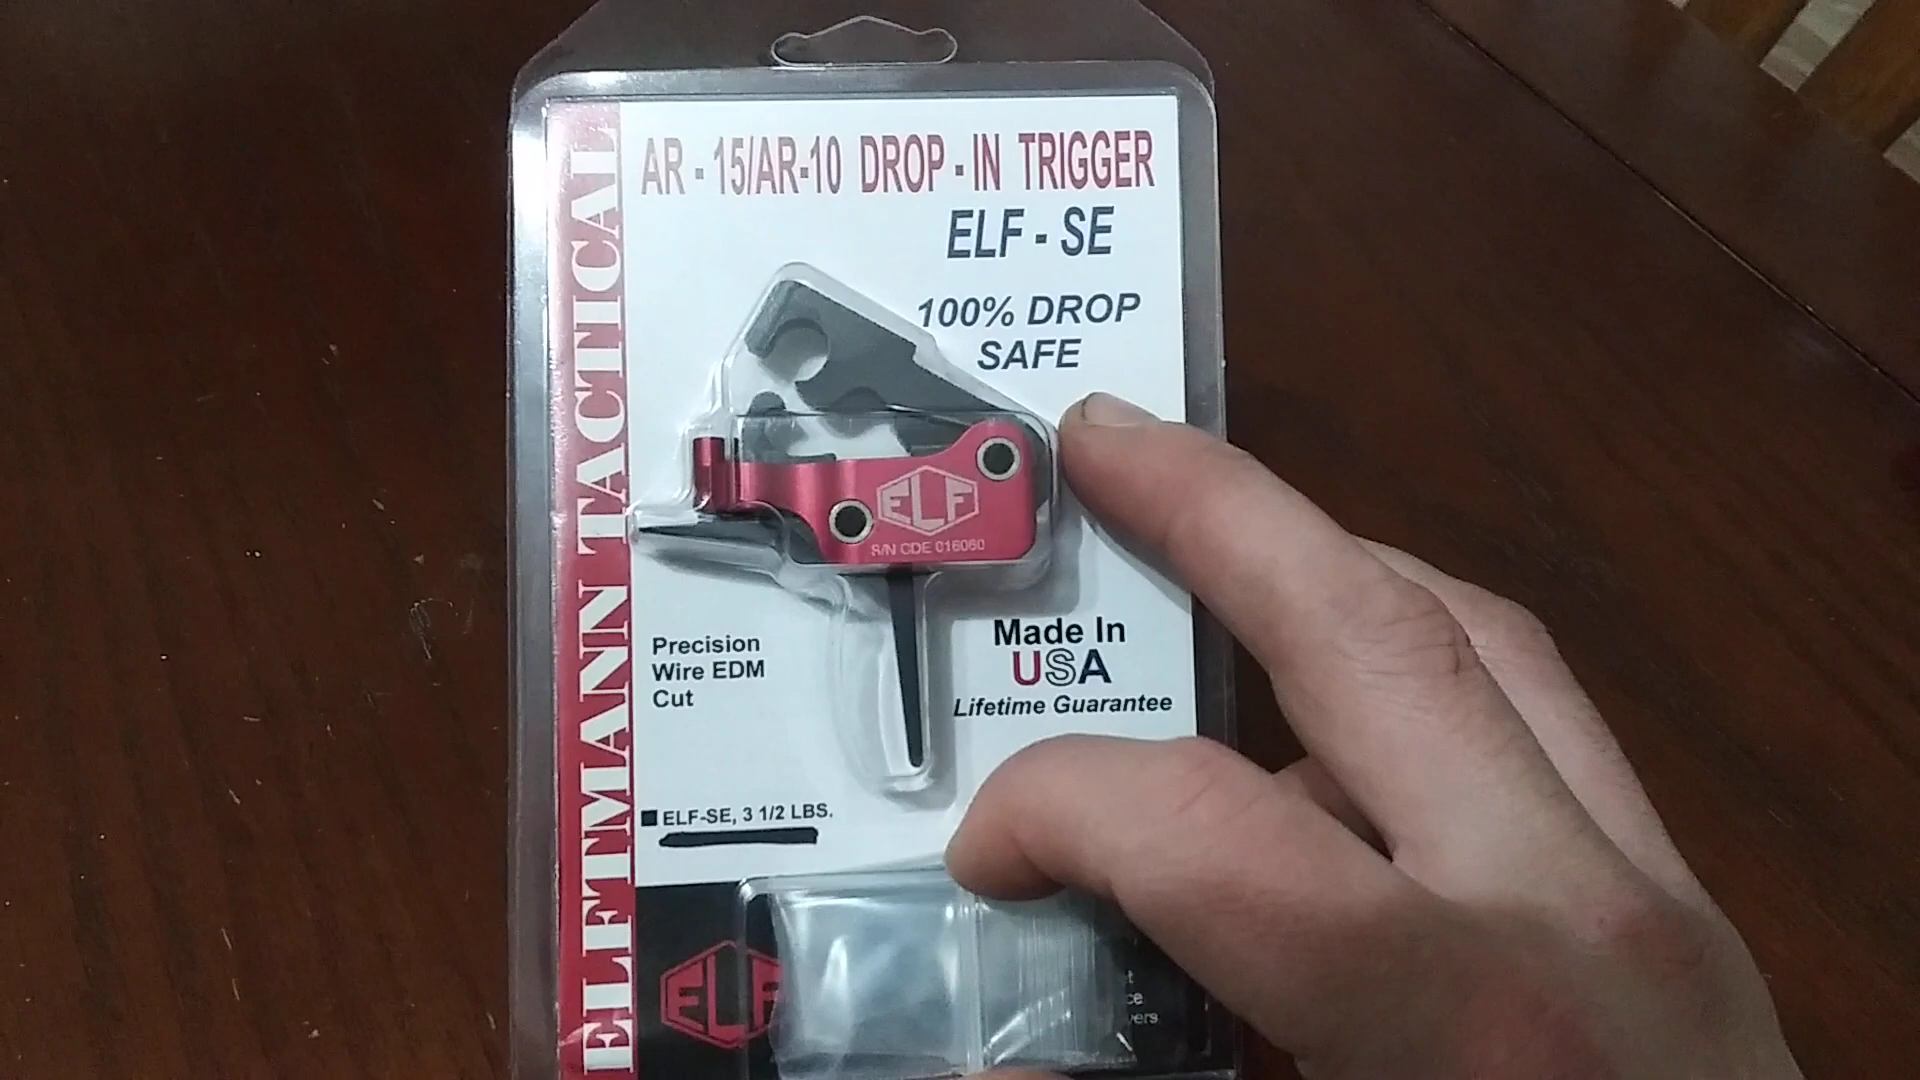 AR - 15/AR-10 DROP - IN TRIGGER
ELF - SE
100% DROP
SAFE
ELFTMANN TACTICAL
ELF
S/N CDE 016060
Precision
Wire EDM
Cut
Made In
USA
Lifetime Guarantee
ELF-SE, 3 1/2 LBS.
ELF